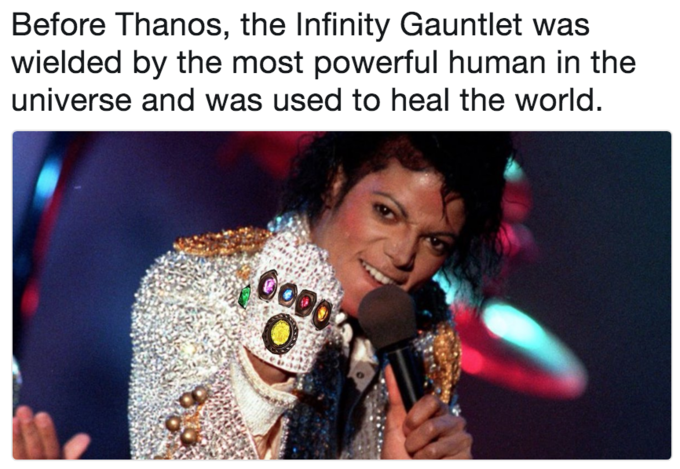 Before Thanos, the Infinity Gauntlet was
wielded by the most powerful human in the
universe and was used to heal the world.